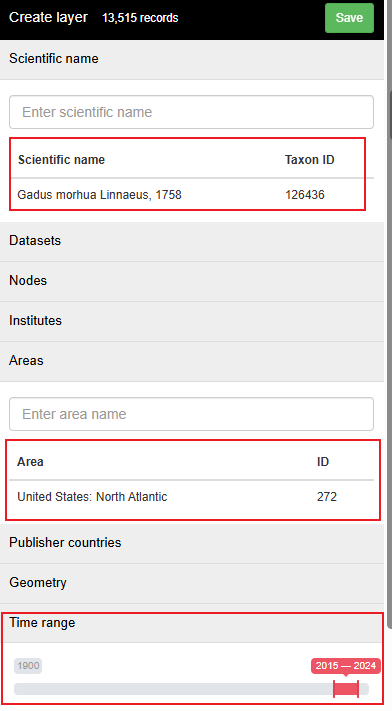 Create layer 13,515 records Save
Scientific name
Enter scientific name
Scientific name Taxon ID
Gadus morhua Linnaeus, 1758 126436
Datasets
Nodes
Institutes
Areas
Enter area name
Area ID
United States: North Atlantic 272
Publisher countries
Geometry
Time range
1900 2015 — 2024